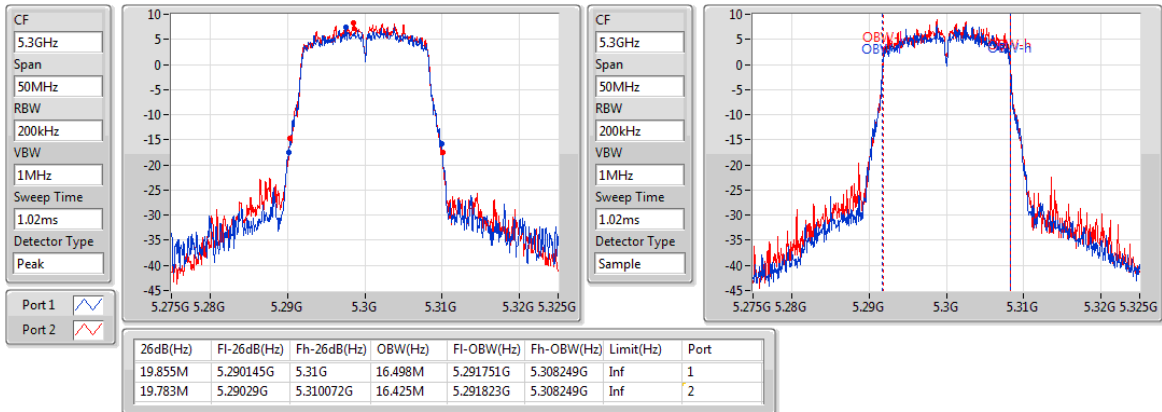 CF
5.3GHz
Span
50MHz
RBW
200kHz
VBW
1MHz
Sweep Time
1.02ms
Detector Type
Peak
Port 1
Port 2
10
5
0
-5
-10
-15
-20
-25
-30
-35
-40
-45
5.275G 5.28G 5.29G 5.3G 5.31G 5.32G 5.325G
CF
5.3GHz
Span
50MHz
RBW
200kHz
VBW
1MHz
Sweep Time
1.02ms
Detector Type
Sample
10
5
0
-5
-10
-15
-20
-25
-30
-35
-40
-45
OBW-h
5.275G 5.28G 5.29G 5.3G 5.31G 5.32G 5.325G
26dB(Hz) Fl-26dB(Hz) Fh-26dB(Hz) OBW(Hz) Fl-OBW(Hz) Fh-OBW(Hz) Limit(Hz) Port
19.855M 5.290145G 5.31G 16.498M 5.291751G 5.308249G Inf 1
19.783M 5.29029G 5.310072G 16.425M 5.291823G 5.308249G Inf 2